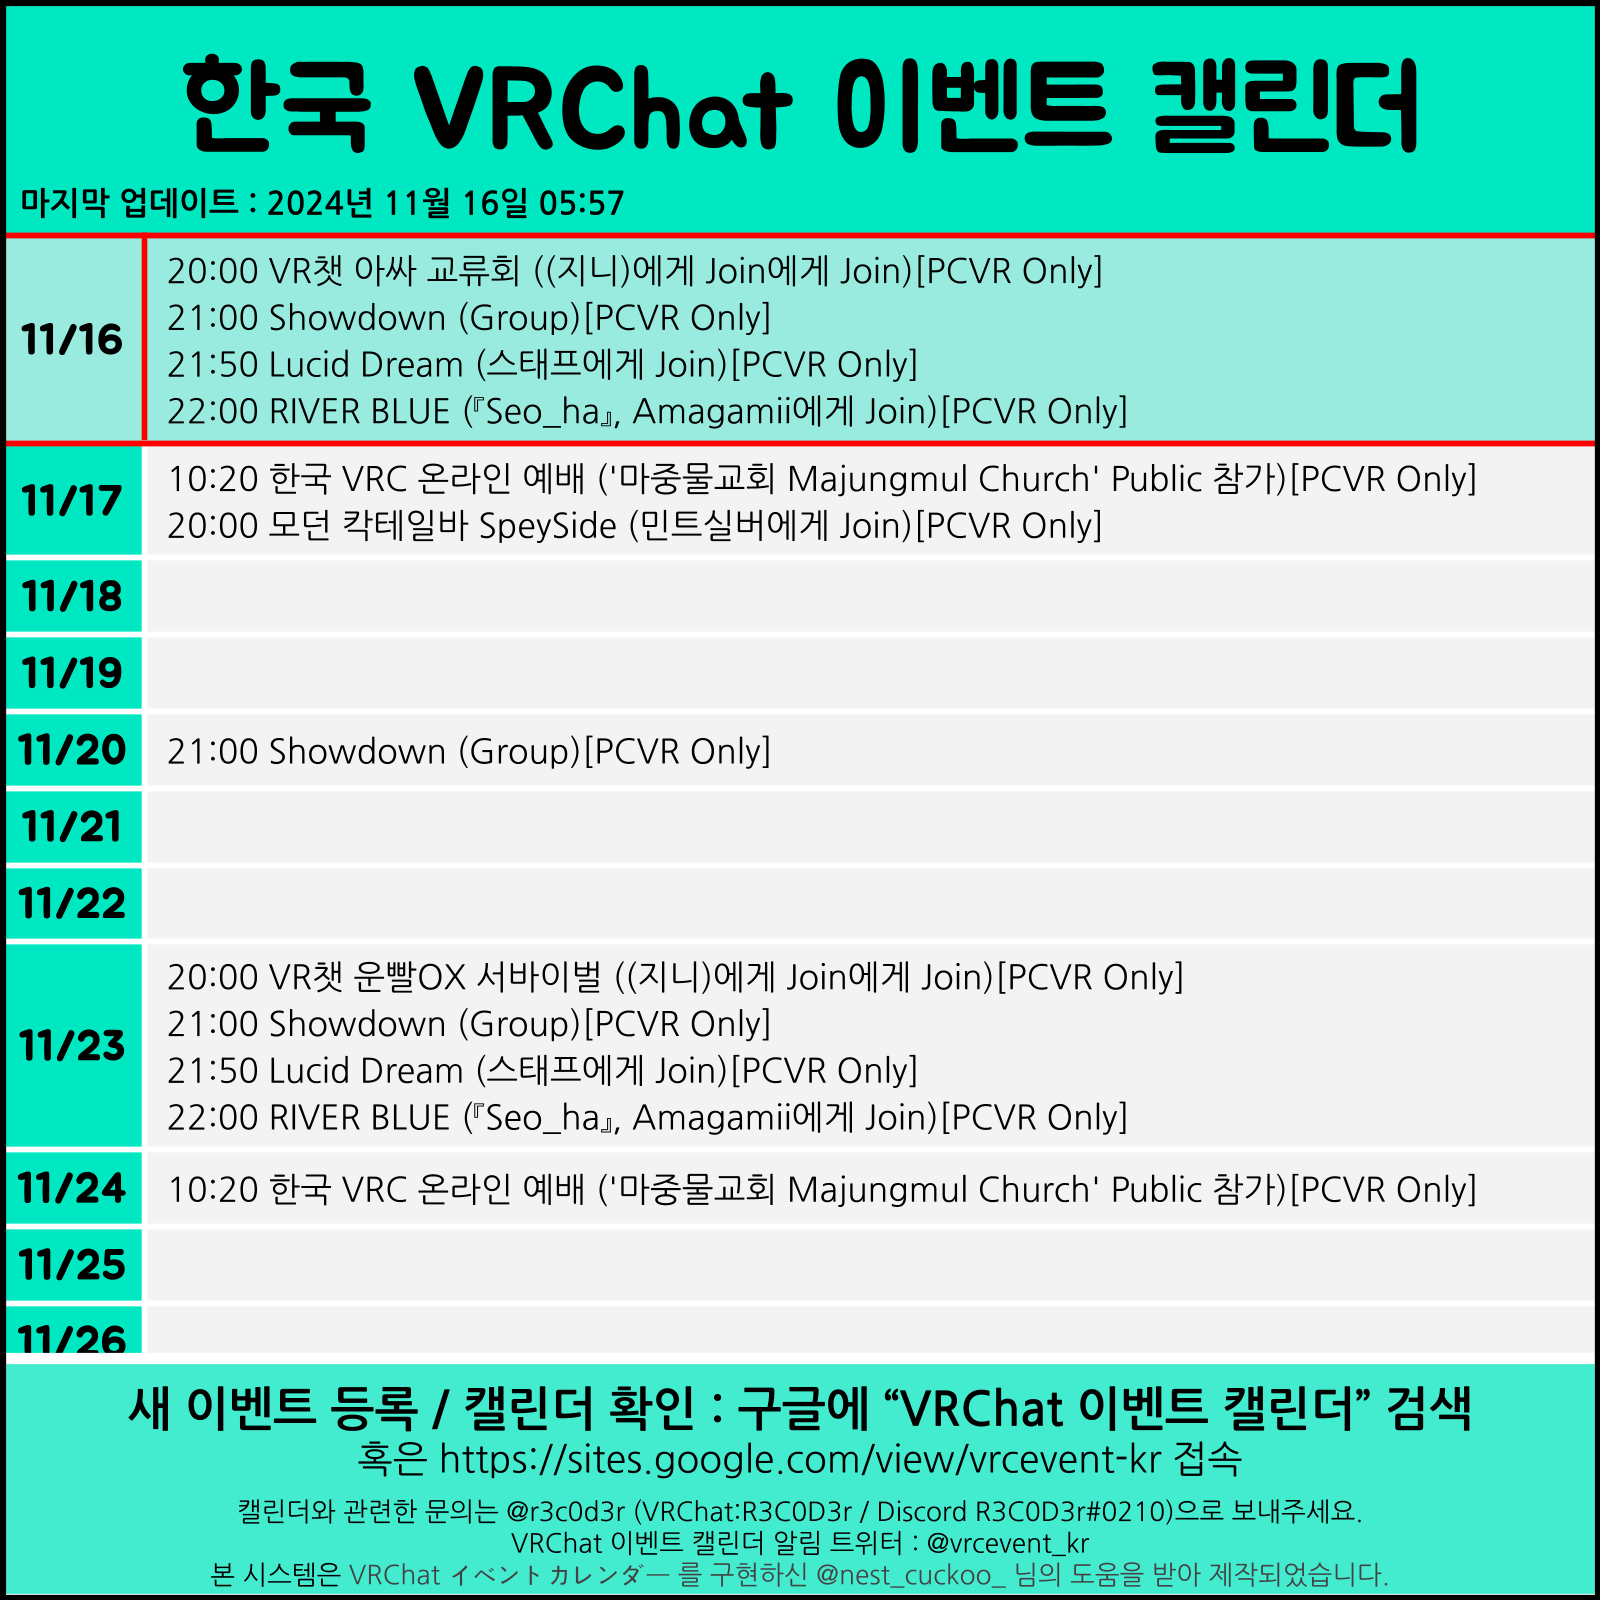 한국 VRChat 이벤트 캘린더
마지막 업데이트 : 2024년 11월 16일 05:57
11/16
20:00 VR챗 아싸 교류회 ((지니)에게 Join에게 Join)[PCVR Only]
21:00 Showdown (Group)[PCVR Only]
21:50 Lucid Dream (스태프에게 Join)[PCVR Only]
22:00 RIVER BLUE (『Seo_ha』, Amagamii에게 Join)[PCVR Only]
11/17
10:20 한국 VRC 온라인 예배 ('마중물교회 Majungmul Church' Public 참가)[PCVR Only]
20:00 모던 칵테일바 SpeySide (민트실버에게 Join)[PCVR Only]
11/18
11/19
11/20
21:00 Showdown (Group)[PCVR Only]
11/21
11/22
11/23
20:00 VR챗 운빨OX 서바이벌 ((지니)에게 Join에게 Join)[PCVR Only]
21:00 Showdown (Group)[PCVR Only]
21:50 Lucid Dream (스태프에게 Join)[PCVR Only]
22:00 RIVER BLUE (『Seo_ha』, Amagamii에게 Join)[PCVR Only]
11/24
10:20 한국 VRC 온라인 예배 ('마중물교회 Majungmul Church' Public 참가)[PCVR Only]
11/25
11/26
새 이벤트 등록 / 캘린더 확인 : 구글에 “VRChat 이벤트 캘린더” 검색
혹은 https://sites.google.com/view/vrcevent-kr 접속
캘린더와 관련한 문의는 @r3c0d3r (VRChat:R3C0D3r / Discord R3C0D3r#0210)으로 보내주세요.
VRChat 이벤트 캘린더 알림 트위터 : @vrcevent_kr
본 시스템은 VRChat イベントカレンダー 를 구현하신 @nest_cuckoo_ 님의 도움을 받아 제작되었습니다.